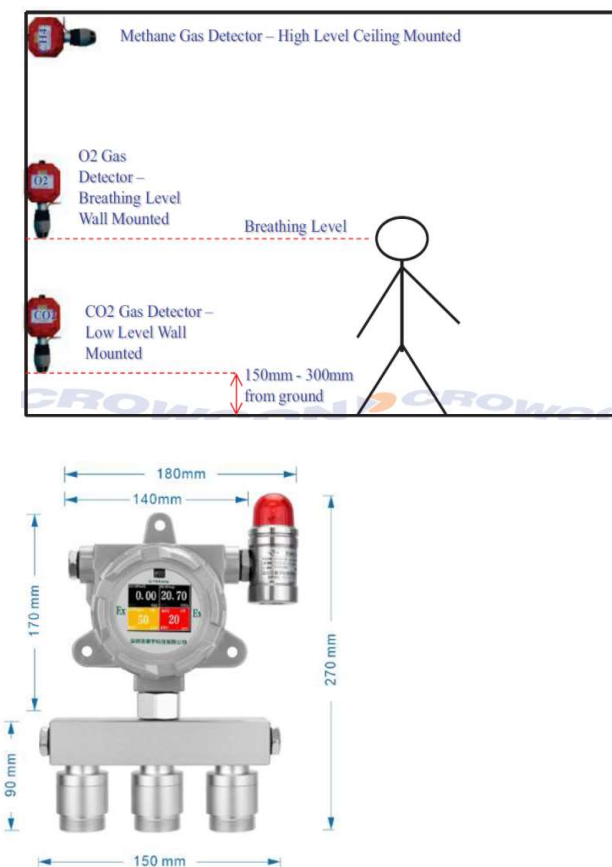 Methane Gas Detector – High Level Ceiling Mounted
O2 Gas
Detector –
Breathing Level
Wall Mounted
O2
Breathing Level
CO2
CO2 Gas Detector –
Low Level Wall
Mounted
150mm - 300mm
from ground
CROWCON CROWCO
180mm
140mm
170 mm
0.00 20.70
Ex 50 20 Ex
270 mm
90 mm
150 mm